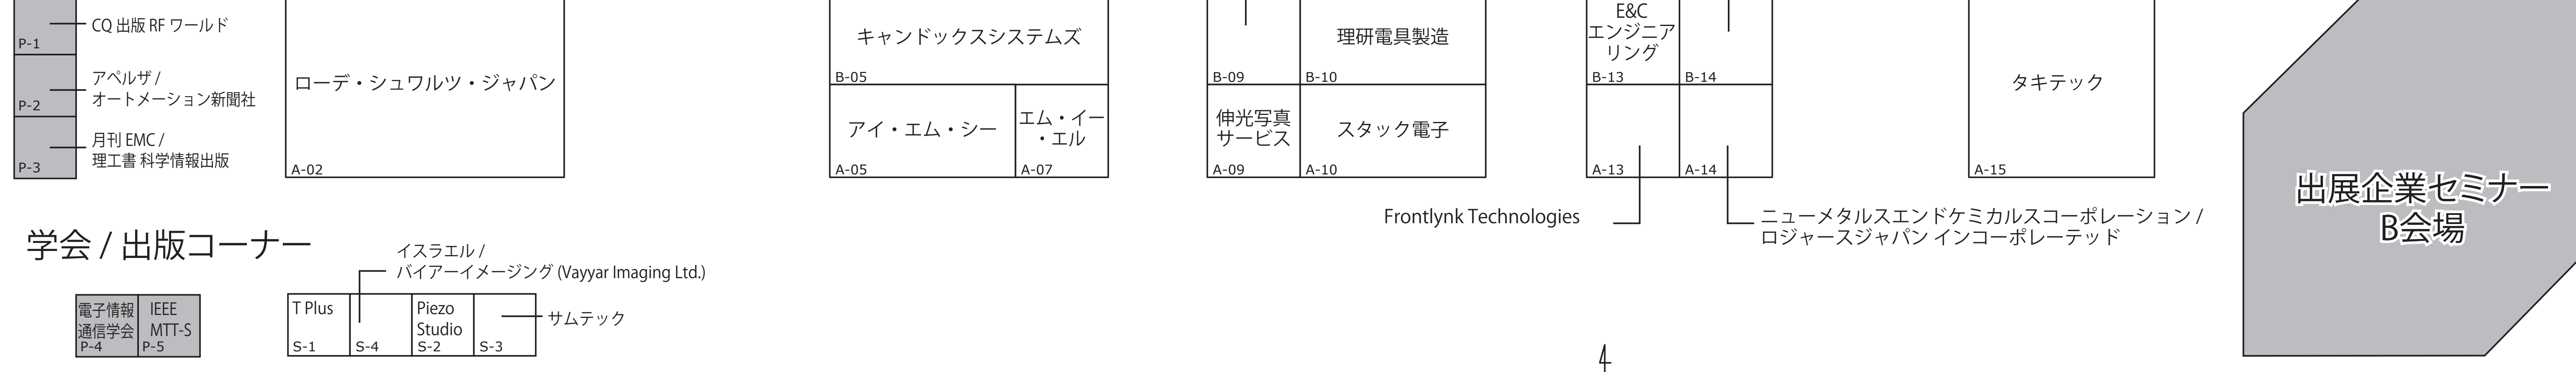 CQ 出版 RF ワールド
P-1
アペルザ /
オートメーション新聞社
P-2
月刊 EMC /
理工書 科学情報出版
P-3
ローデ・シュワルツ・ジャパン
A-02
キャンドックスシステムズ
B-05
アイ・エム・シー
A-05
エム・イー
・エル
A-07
B-09
理研電具製造
B-10
伸光写真
サービス
A-09
スタック電子
A-10
E&C
エンジニア
リング
B-13
B-14
A-13
A-14
Frontlynk Technologies
ニューメタルスエンドケミカルスコーポレーション /
ロジャースジャパン インコーポレーテッド
タキテック
A-15
出展企業セミナー
B会場
学会 / 出版コーナー
電子情報
通信学会
P-4
IEEE
MTT-S
P-5
イスラエル /
バイアーイメージング (Vayyar Imaging Ltd.)
T Plus
S-1
S-4
Piezo
Studio
S-2
S-3
サムテック